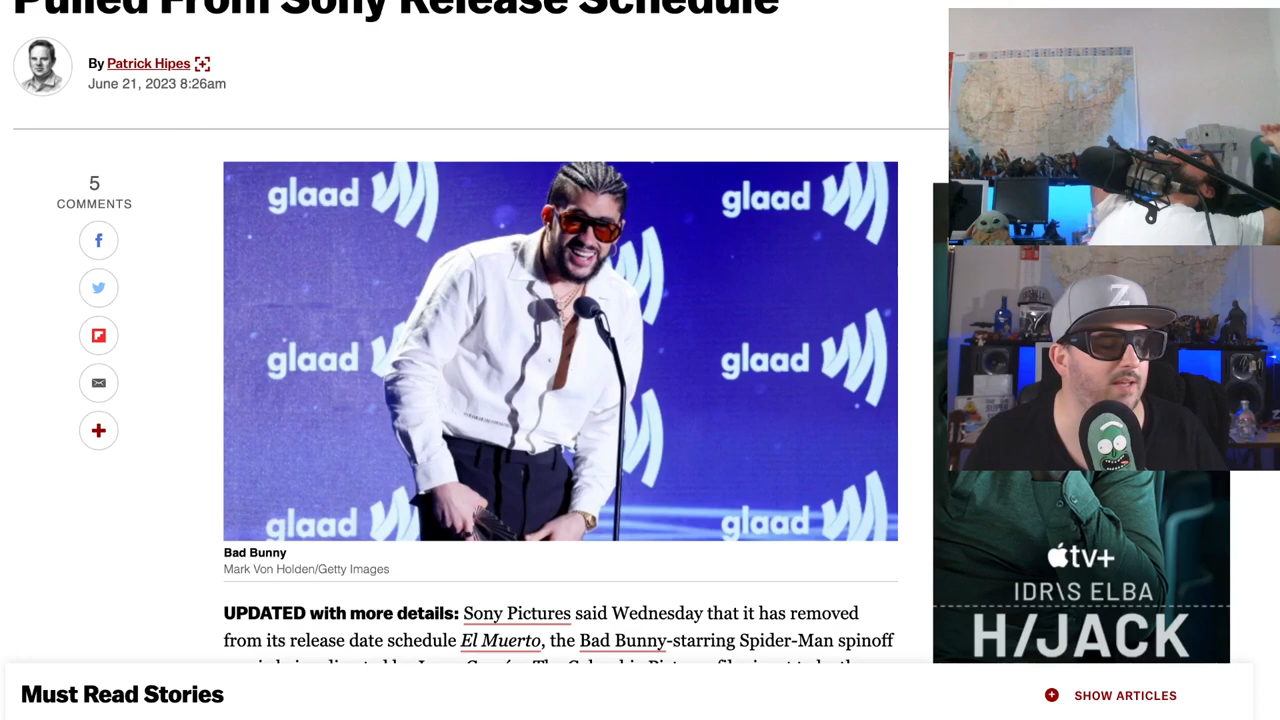 Pulled From Sony Release Schedule
By Patrick Hipes
June 21, 2023 8:26am
5
COMMENTS
glaad
glaad
glaad
glaad
glaad
glaad
Bad Bunny
Mark Von Holden/Getty Images
UPDATED with more details: Sony Pictures said Wednesday that it has removed
from its release date schedule El Muerto, the Bad Bunny-starring Spider-Man spinoff
Z
tv+
IDR\S ELBA
H/JACK
Must Read Stories
SHOW ARTICLES